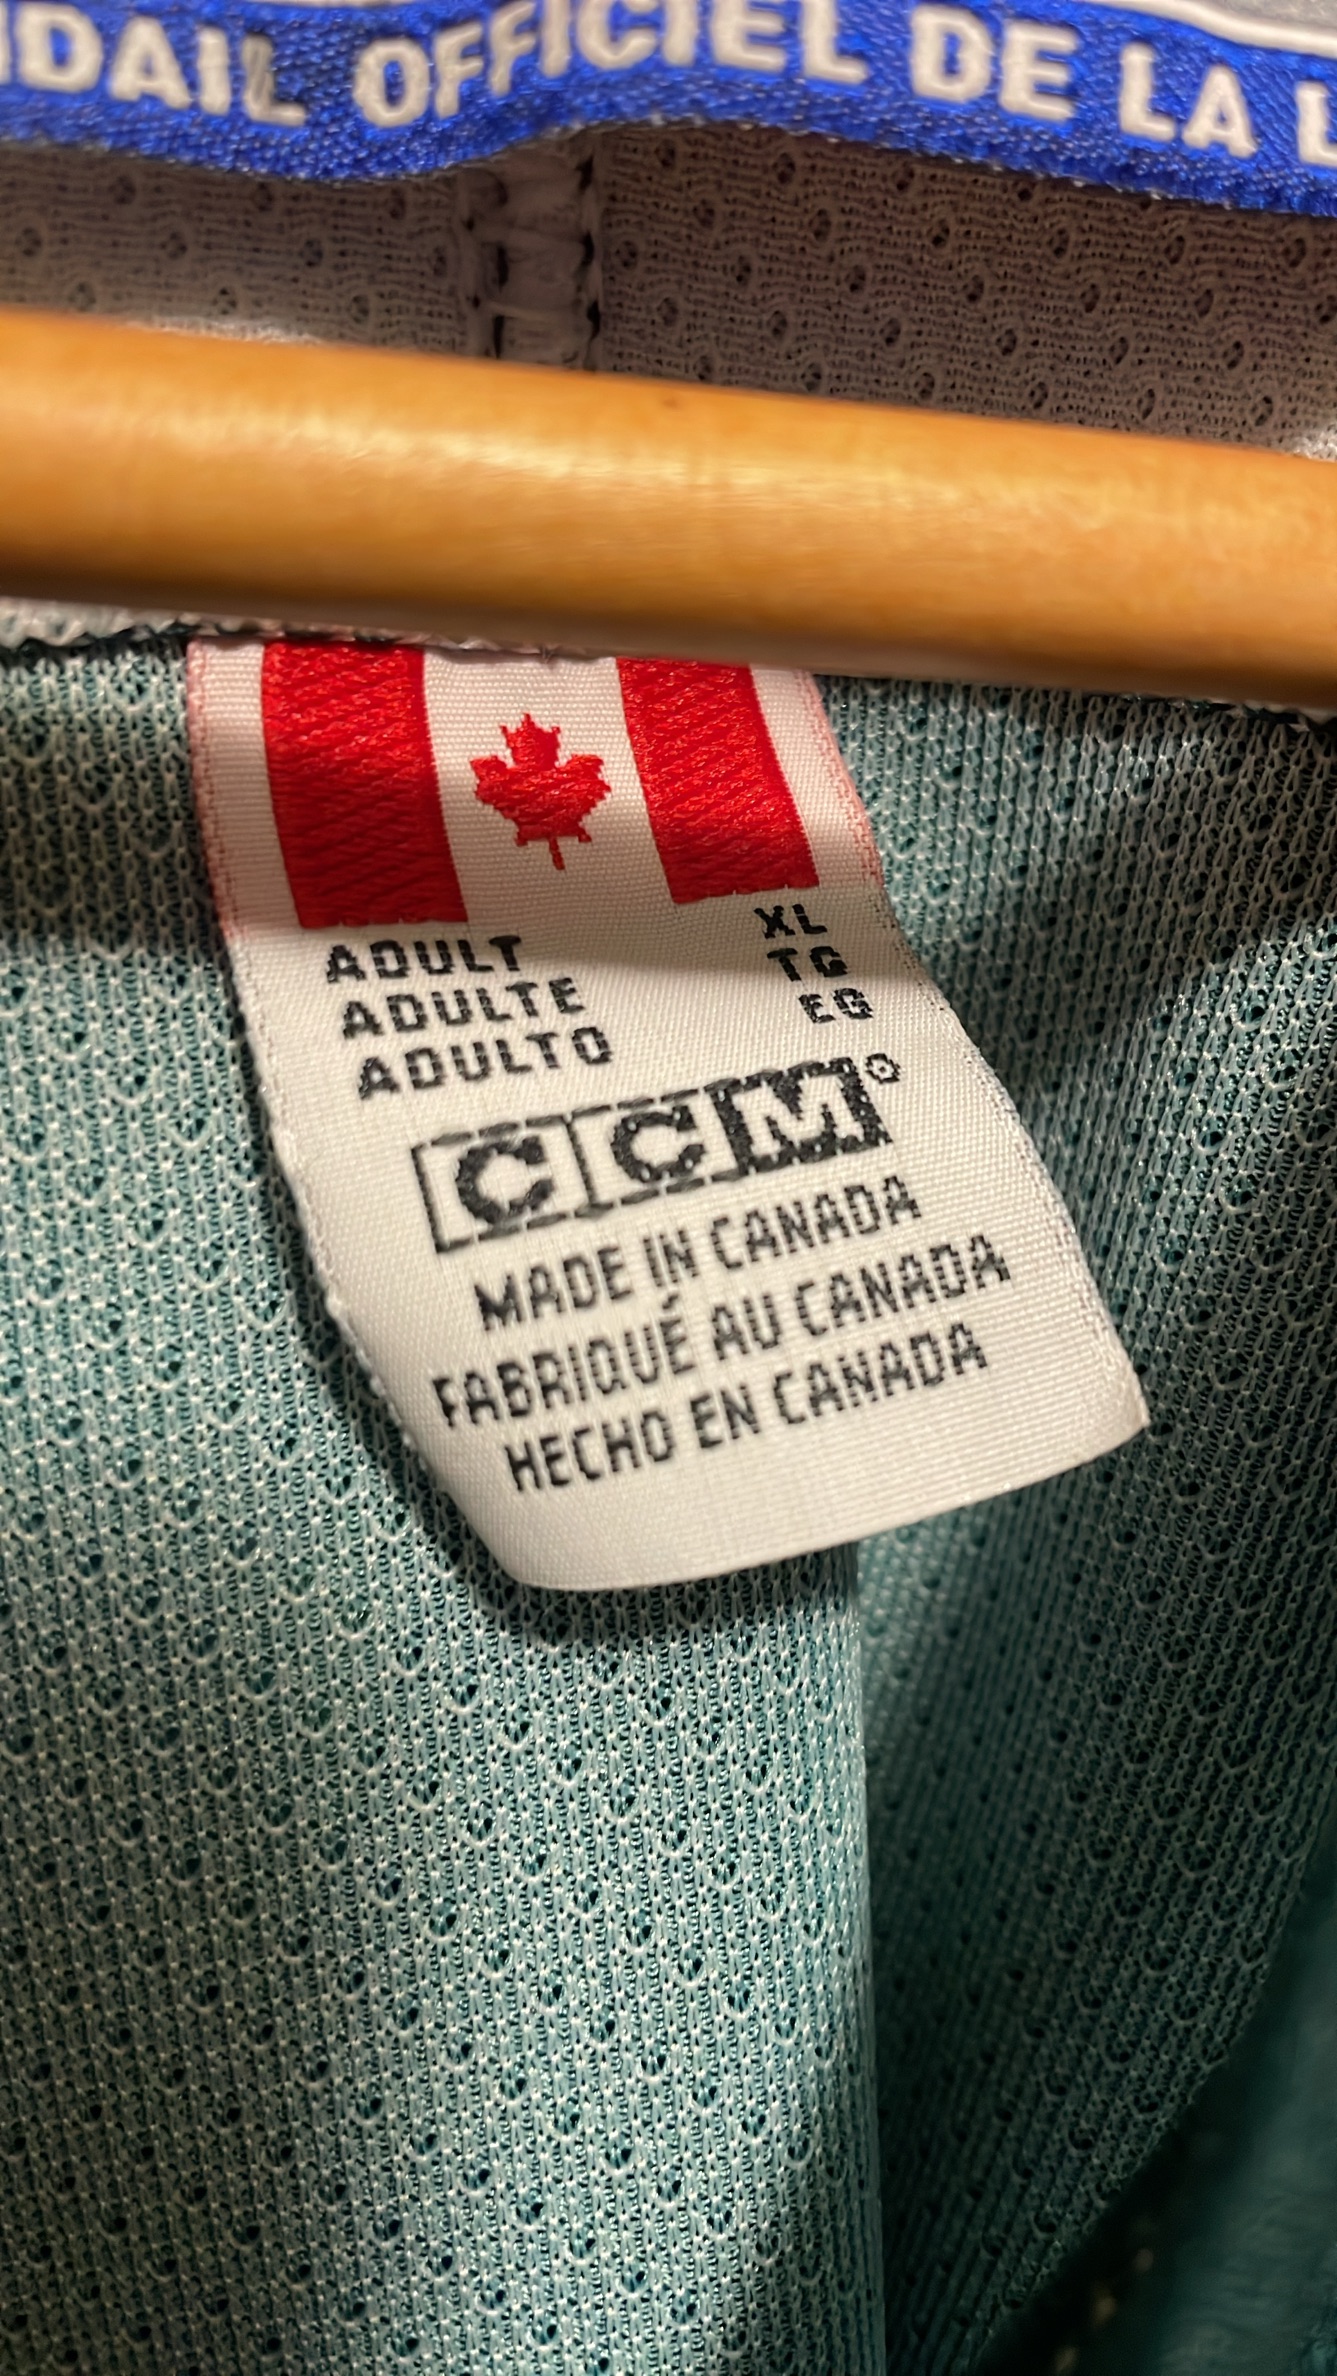 OFFICIEL DE LA
ADULT XL
ADULTE TG
ADULTO EG
CCM®
MADE IN CANADA
FABRIQUÉ AU CANADA
HECHO EN CANADA